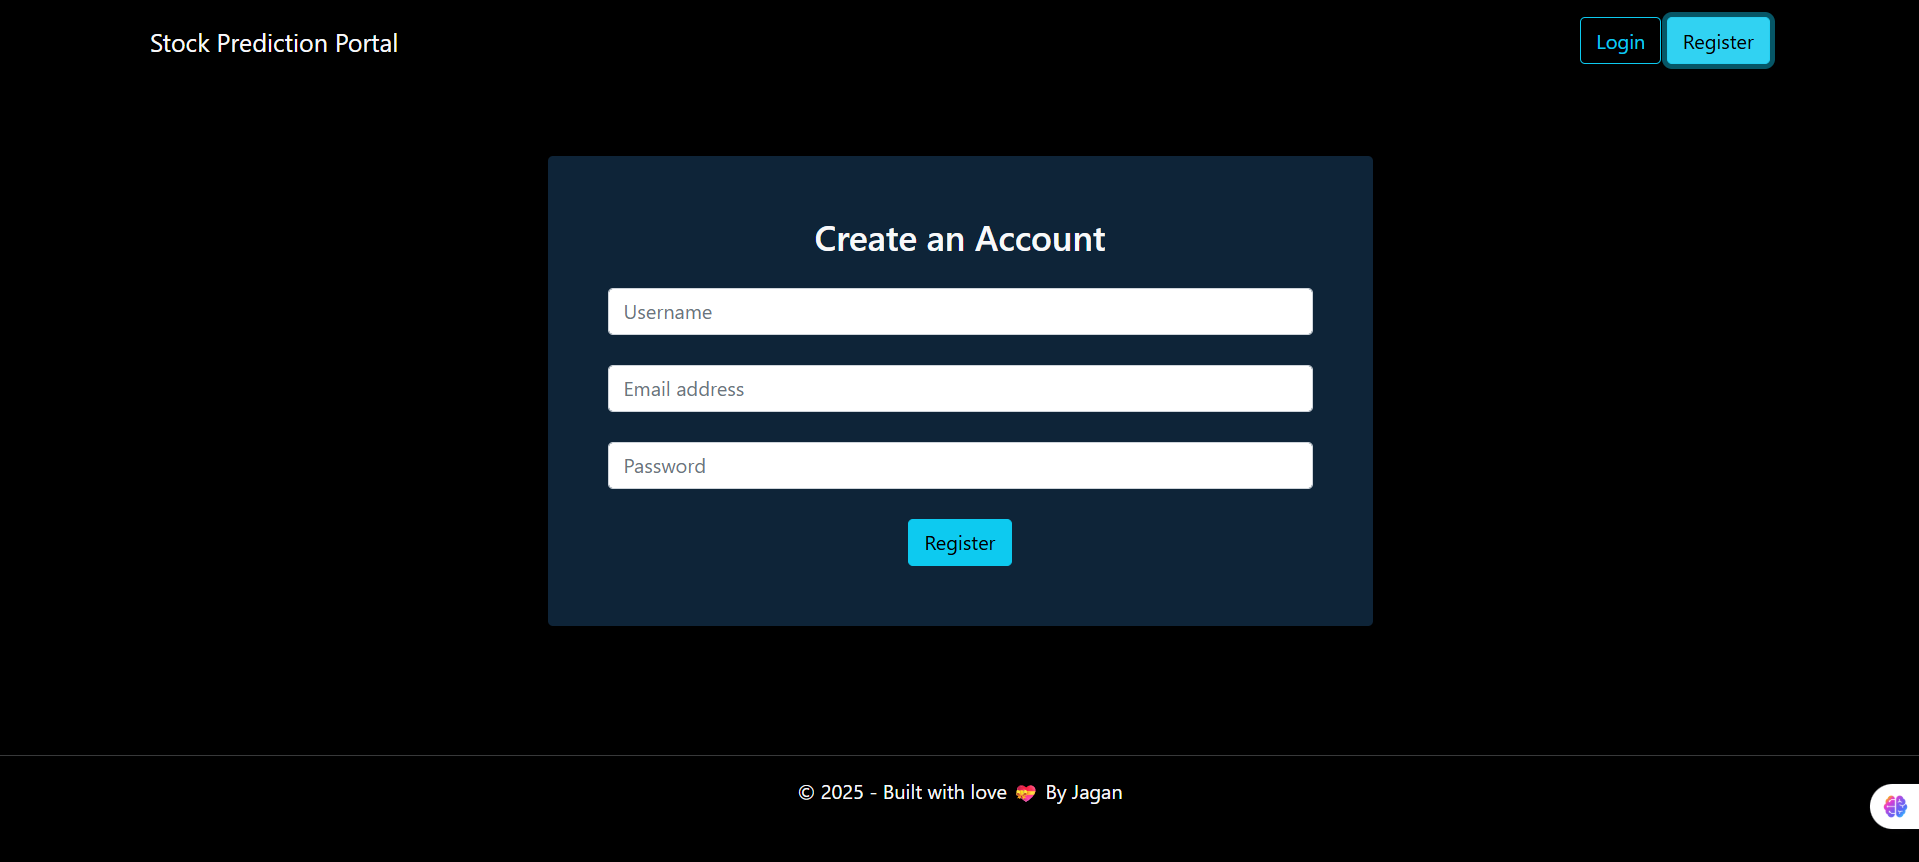 Stock Prediction Portal
Login
Register
Create an Account
Username
Email address
Password
Register
© 2025 - Built with love 💝 By Jagan